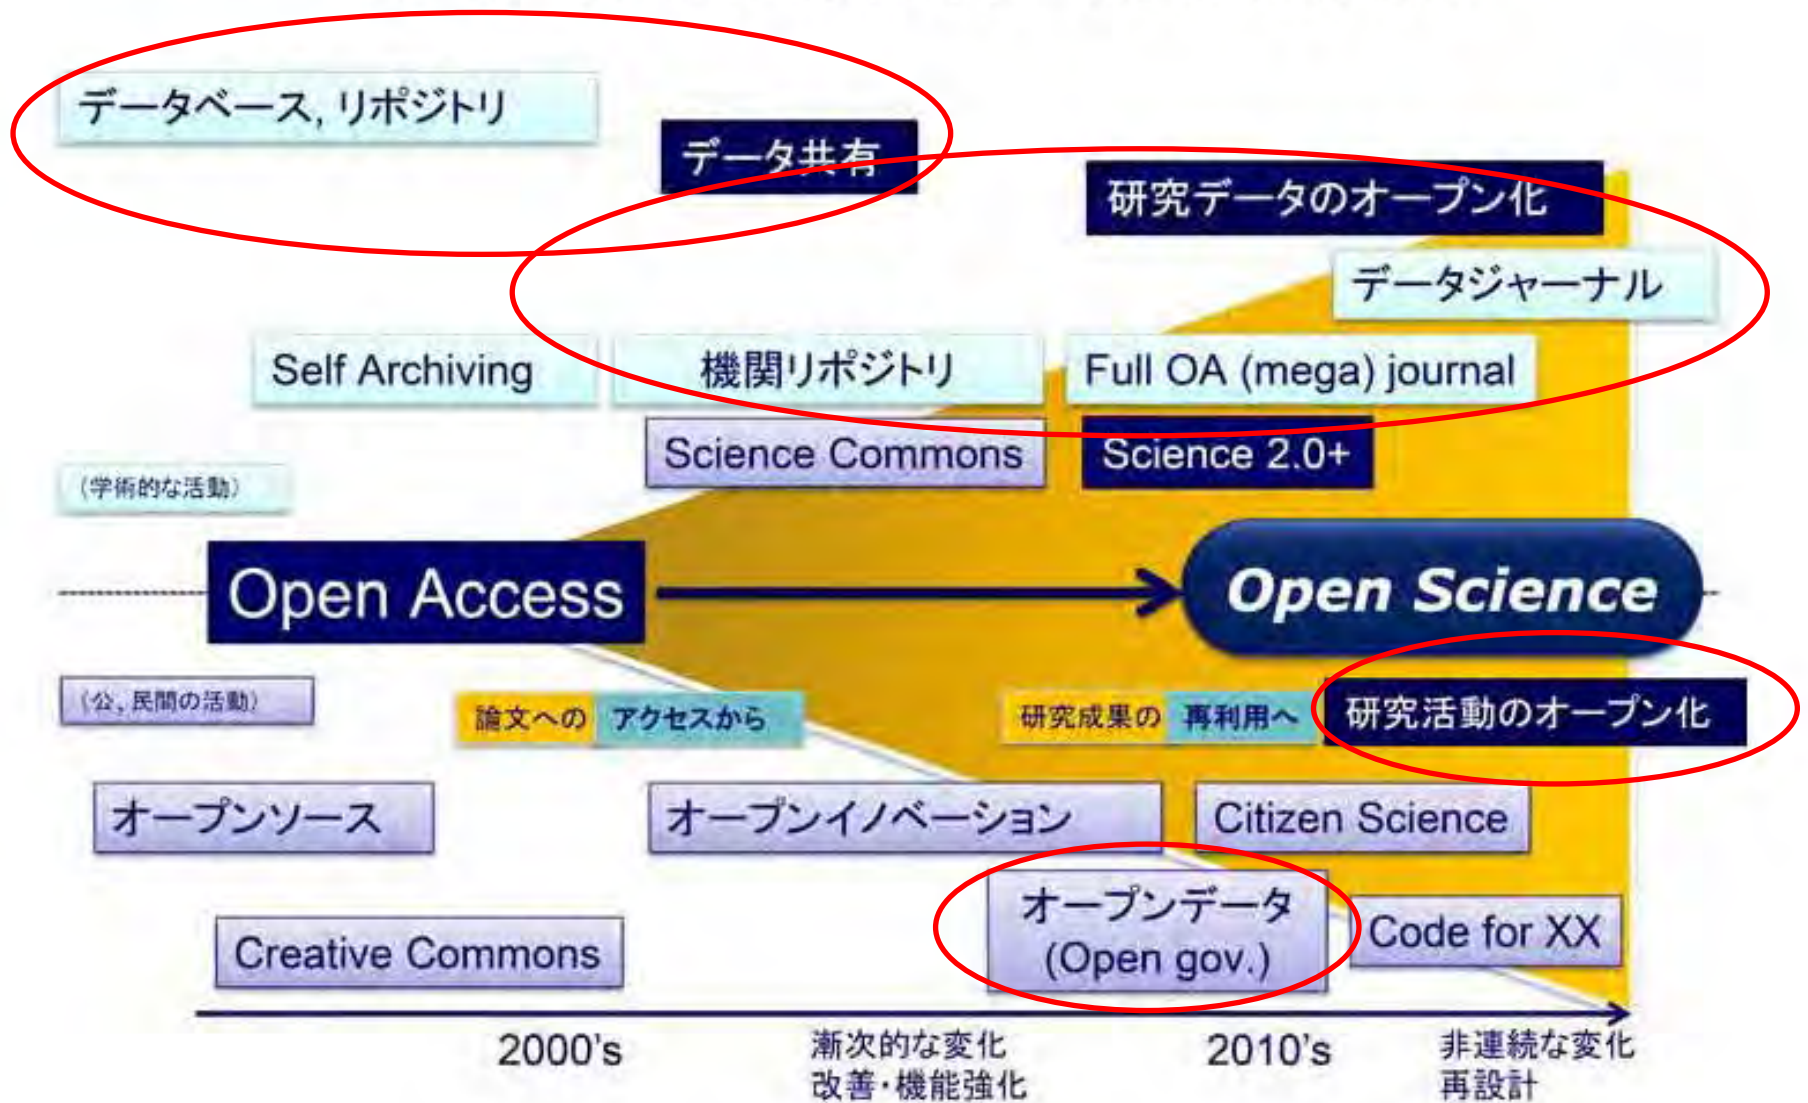 データベース, リポジトリ
データ共有
研究データのオープン化
データジャーナル
Self Archiving
機関リポジトリ
Full OA (mega) journal
Science Commons
Science 2.0+
(学術的な活動)
Open Access
Open Science
(公, 民間の活動)
論文への アクセスから
研究成果の 再利用へ
研究活動のオープン化
オープンソース
オープンイノベーション
Citizen Science
オープンデータ
(Open gov.)
Code for XX
Creative Commons
2000's
漸次的な変化
改善・機能強化
2010's
非連続な変化
再設計